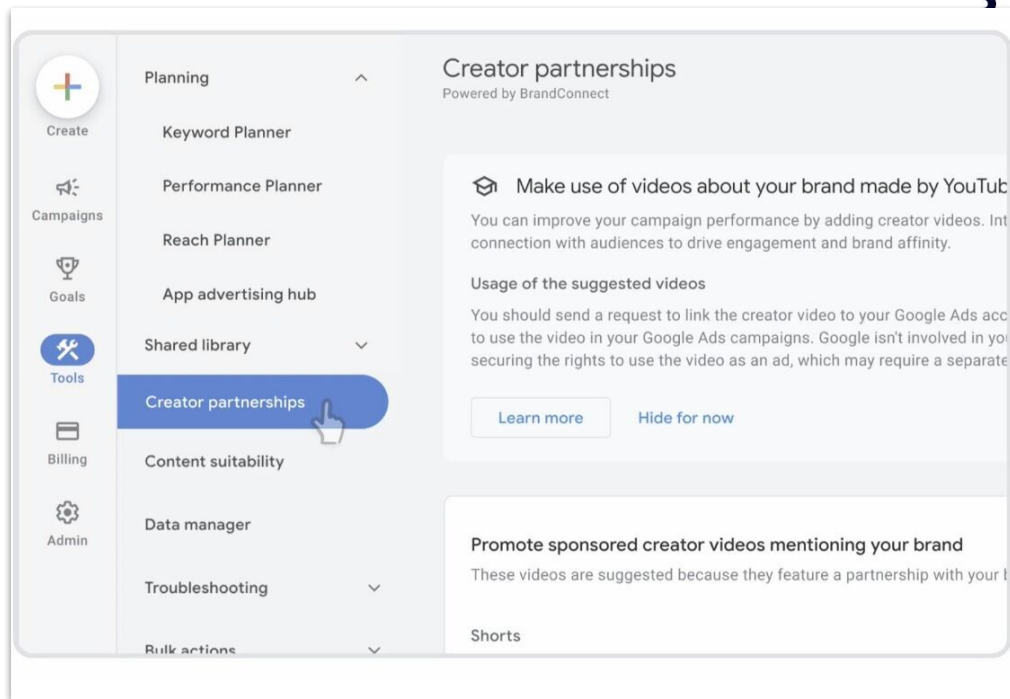 Create
Campaigns
Goals
Tools
Billing
Admin
Planning
Keyword Planner
Performance Planner
Reach Planner
App advertising hub
Shared library
Creator partnerships
Content suitability
Data manager
Troubleshooting
Bulk actions
Creator partnerships
Powered by BrandConnect
Make use of videos about your brand made by YouTub
You can improve your campaign performance by adding creator videos. Int
connection with audiences to drive engagement and brand affinity.
Usage of the suggested videos
You should send a request to link the creator video to your Google Ads acc
to use the video in your Google Ads campaigns. Google isn't involved in yo
securing the rights to use the video as an ad, which may require a separate
Learn more Hide for now
Promote sponsored creator videos mentioning your brand
These videos are suggested because they feature a partnership with your
Shorts